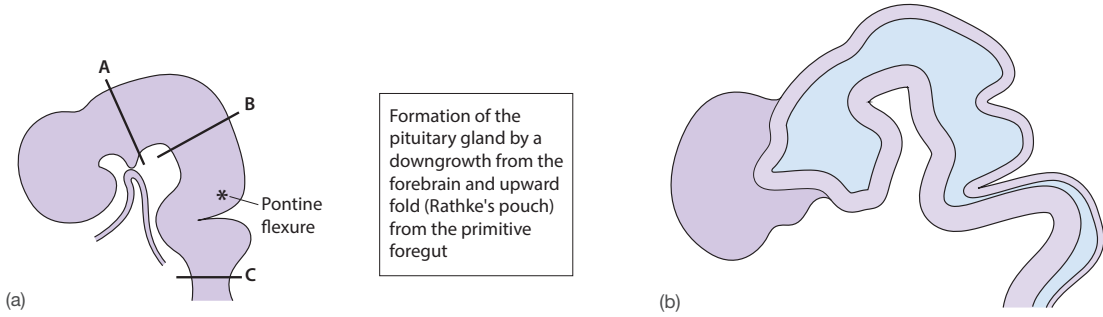 A
B
* Pontine
flexure
C
(a)
Formation of the
pituitary gland by a
downgrowth from the
forebrain and upward
fold (Rathke's pouch)
from the primitive
foregut
(b)